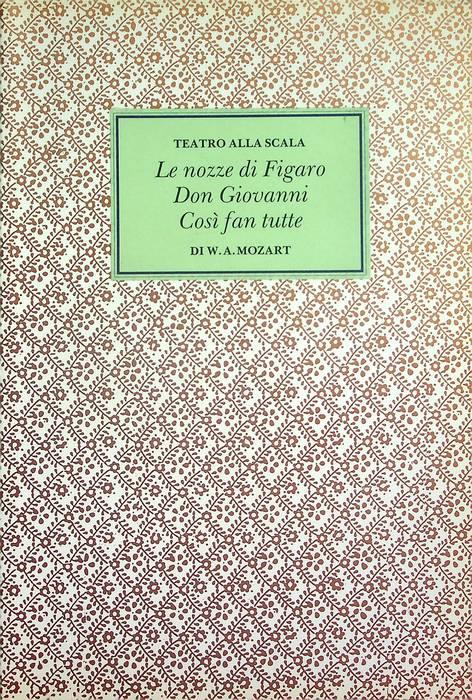 TEATRO ALLA SCALA
Le nozze di Figaro
Don Giovanni
Così fan tutte
DI W. A. MOZART